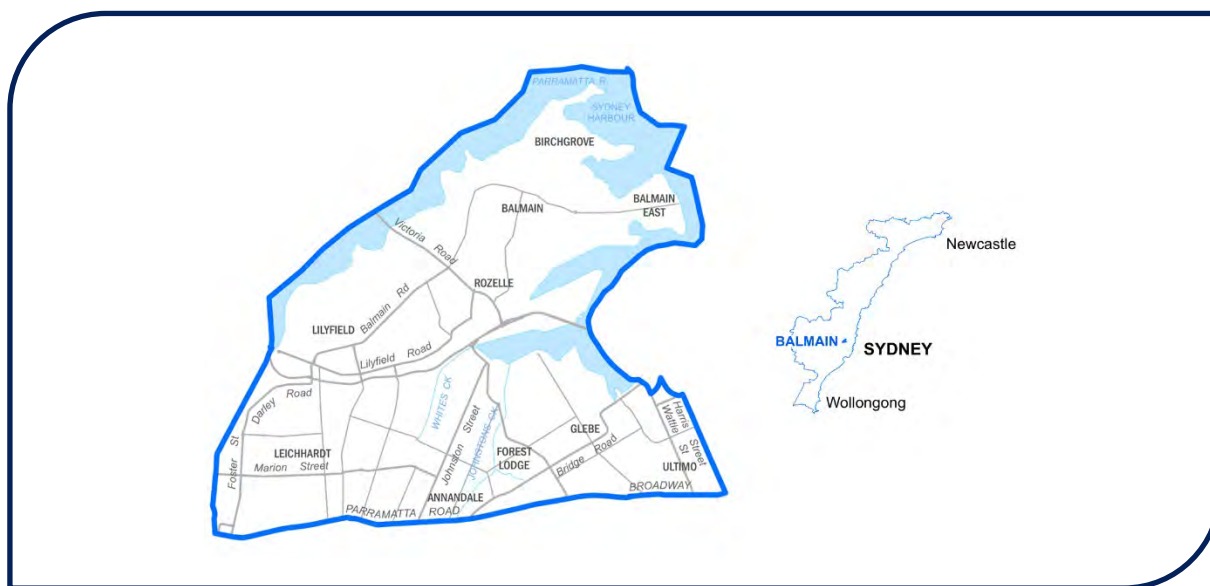 PARRAMATTA R.
SYDNEY
HARBOUR
BIRCHGROVE
BALMAIN
BALMAIN
EAST
Victoria Road
ROZELLE
Balmain Rd
LILYFIELD
Lilyfield Road
Darley Road
WHITES CK
Johnston Street
JOHNSTONS CK
Foster St
LEICHHARDT
Marion Street
FOREST
LODGE
GLEBE
Bridge Road
Harris Street
Wattle St
ULTIMO
BROADWAY
ANNANDALE
PARRAMATTA ROAD
Newcastle
BALMAIN
SYDNEY
Wollongong